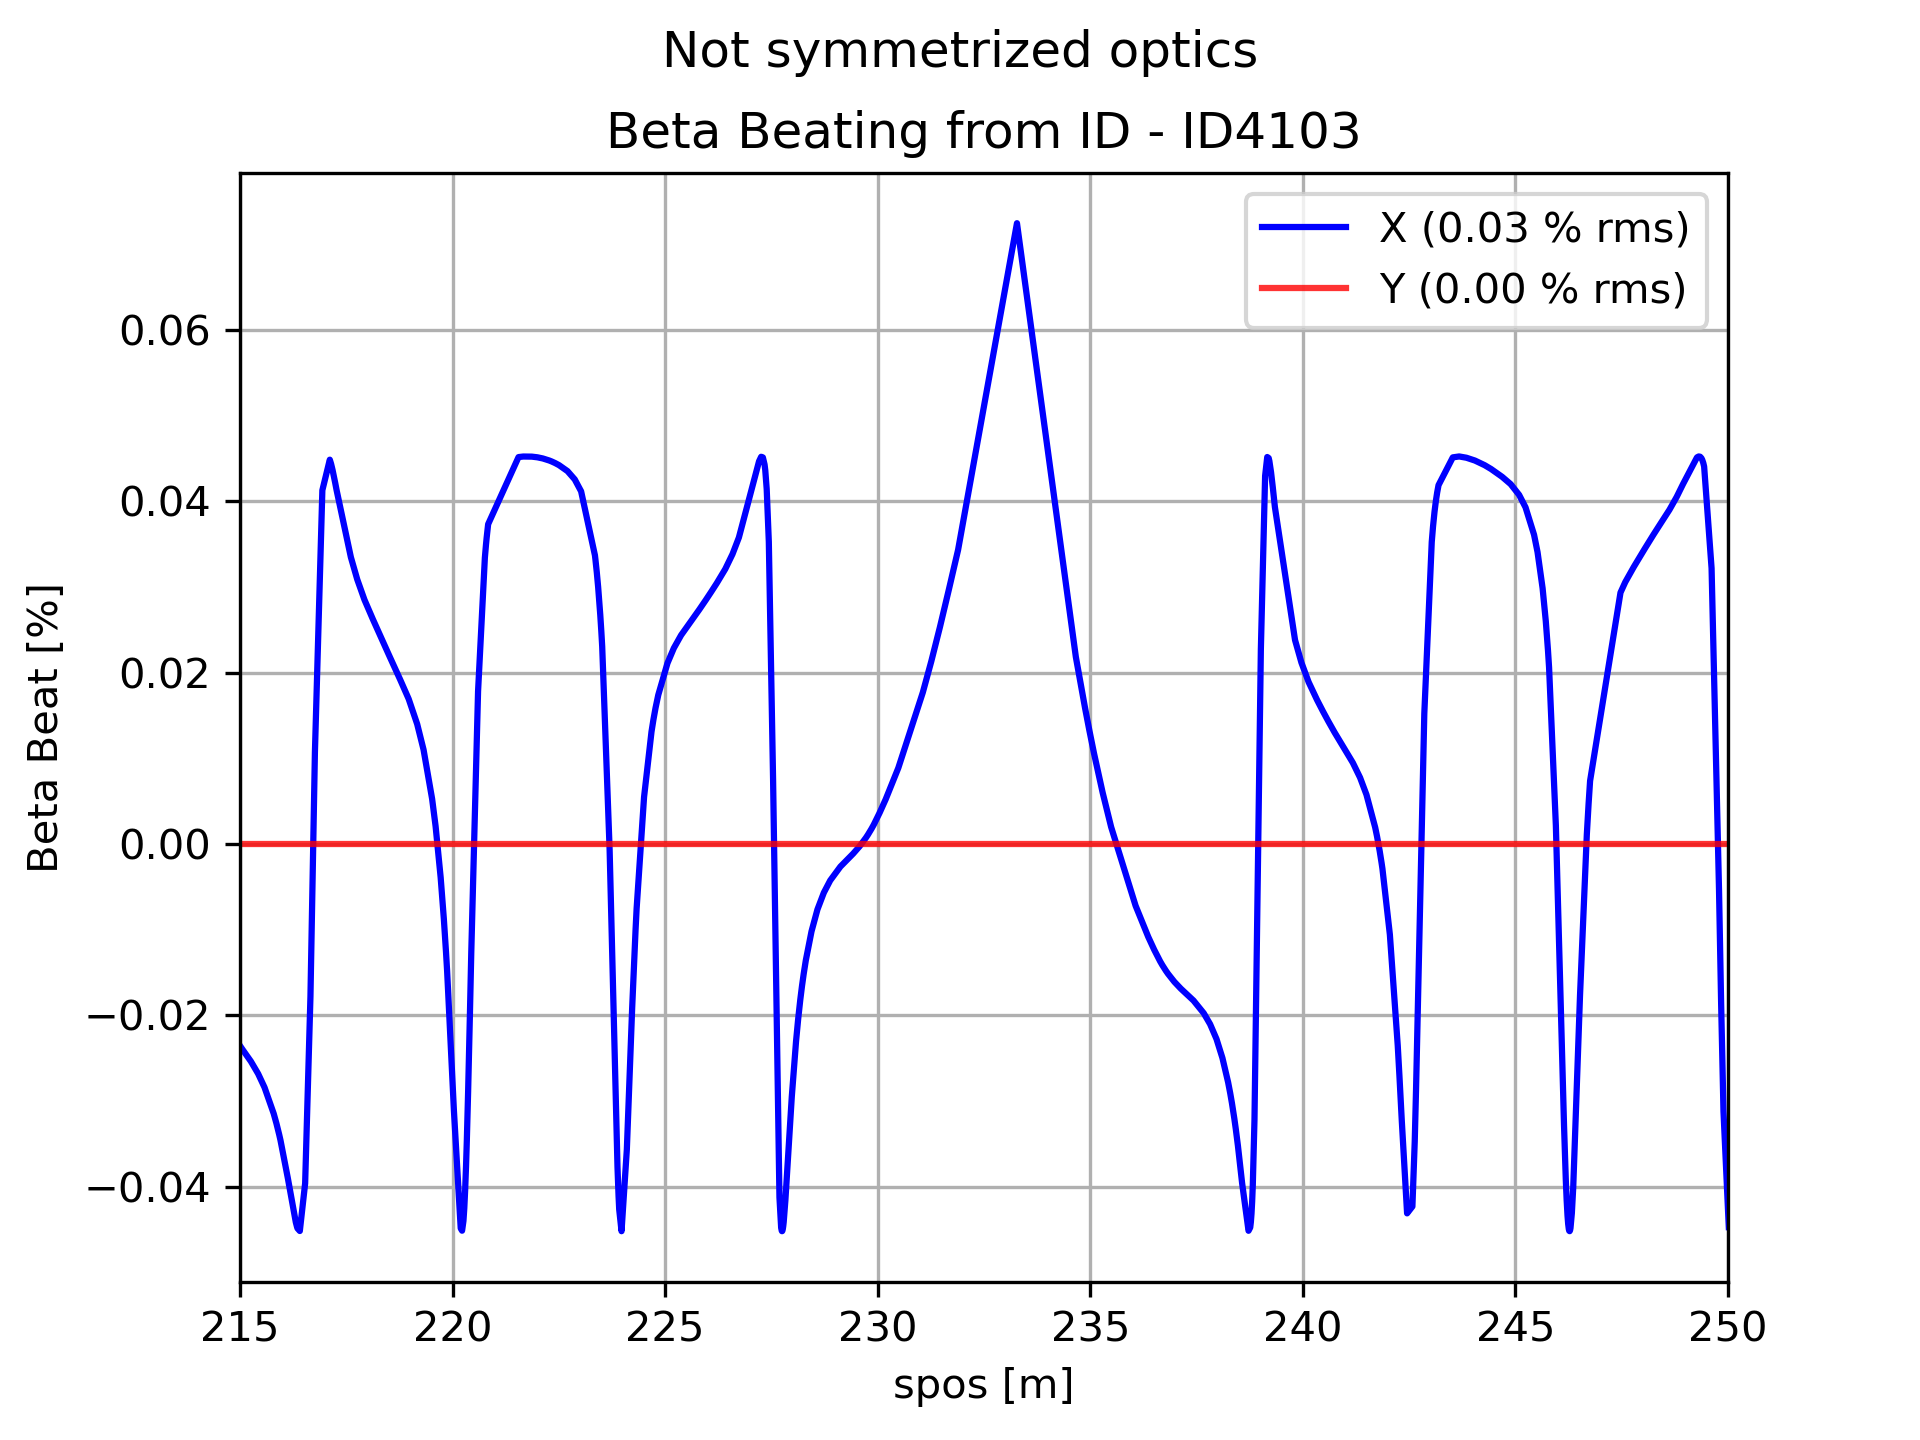 Not symmetrized optics
Beta Beating from ID - ID4103
X (0.03 % rms)
Y (0.00 % rms)
Beta Beat [%]
0.06
0.04
0.02
0.00
−0.02
−0.04
215 220 225 230 235 240 245 250
spos [m]